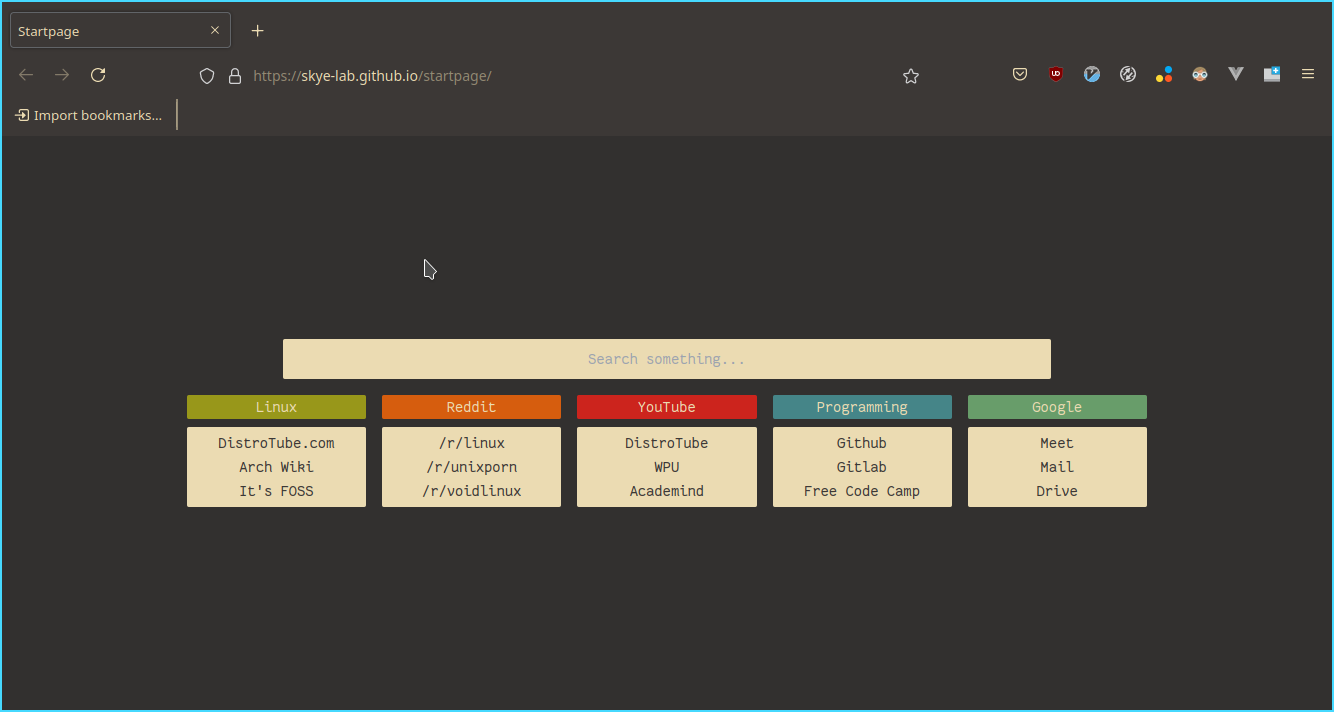 Startpage
https://skye-lab.github.io/startpage/
UD
Import bookmarks...
Search something...
Linux Reddit YouTube Programming Google
DistroTube.com /r/linux DistroTube Github Meet
Arch Wiki /r/unixporn WPU Gitlab Mail
It's FOSS /r/voidlinux Academind Free Code Camp Drive